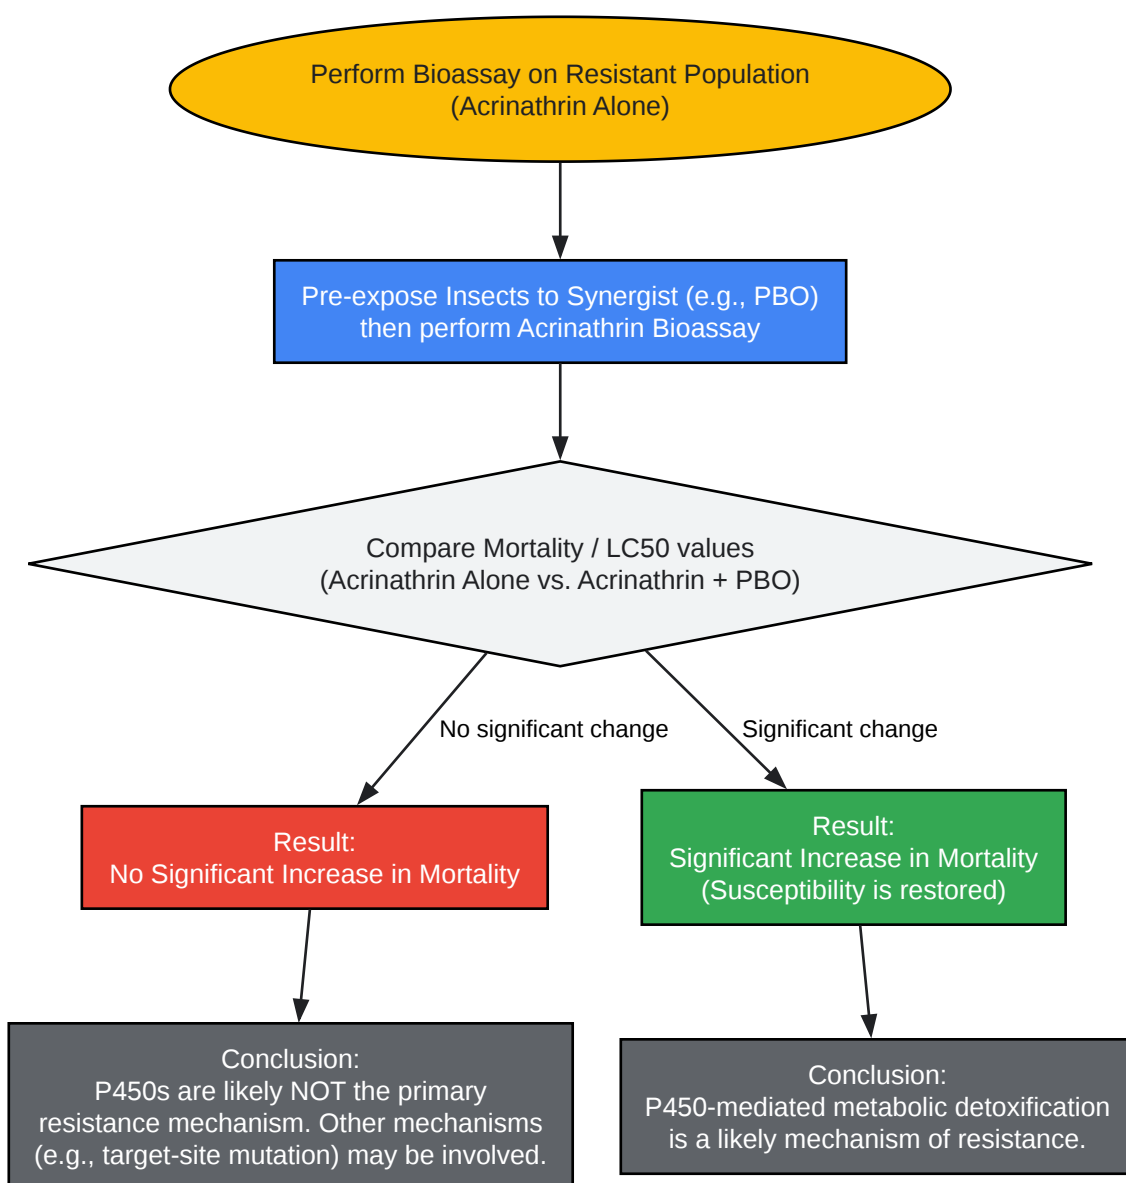 Perform Bioassay on Resistant Population
(Acrinathrin Alone)
Pre-expose Insects to Synergist (e.g., PBO)
then perform Acrinathrin Bioassay
Compare Mortality / LC50 values
(Acrinathrin Alone vs. Acrinathrin + PBO)
No significant change
Significant change
Result:
No Significant Increase in Mortality
Result:
Significant Increase in Mortality
(Susceptibility is restored)
Conclusion:
P450s are likely NOT the primary
resistance mechanism. Other mechanisms
(e.g., target-site mutation) may be involved.
Conclusion:
P450-mediated metabolic detoxification
is a likely mechanism of resistance.